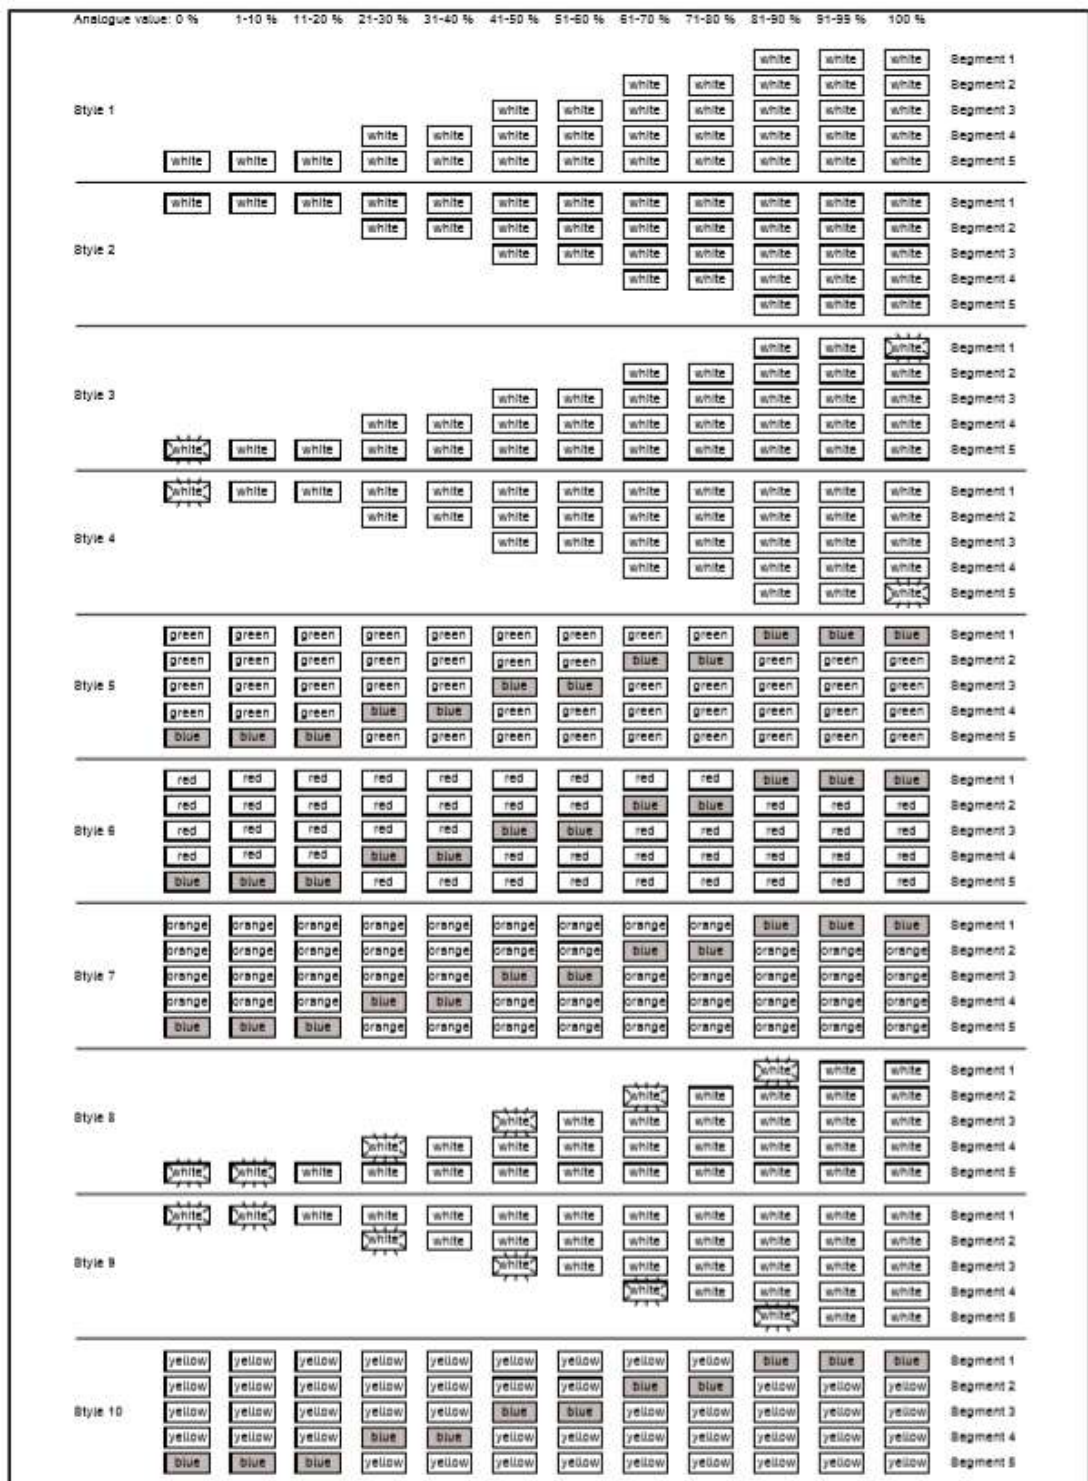 Analogue value: 0 % 1-10 % 11-20 % 21-30 % 31-40 % 41-50 % 51-60 % 61-70 % 71-80 % 81-90 % 91-99 % 100 %
white white white Segment 1
white white white white white Segment 2
Style 1 white white white white white white white Segment 3
white white white white white white white white white Segment 4
white white white white white white white white white white white white Segment 5
white white white white white white white white white white white white Segment 1
white white white white white white white white white Segment 2
Style 2 white white white white white white white Segment 3
white white white white white Segment 4
white white white Segment 5
white white white Segment 1
white white white white white Segment 2
Style 3 white white white white white white white Segment 3
white white white white white white white white white Segment 4
white white white white white white white white white white white white Segment 5
white white white white white white white white white white white white Segment 1
white white white white white white white white white Segment 2
Style 4 white white white white white white white Segment 3
white white white white white Segment 4
white white white Segment 5
green green green green green green green green green blue blue blue Segment 1
green green green green green green green blue blue green green green Segment 2
Style 5 green green green green green blue blue green green green green green Segment 3
green green green blue blue green green green green green green green Segment 4
blue blue blue green green green green green green green green green Segment 5
red red red red red red red red red blue blue blue Segment 1
red red red red red red red blue blue red red red Segment 2
Style 6 red red red red red blue blue red red red red red Segment 3
red red red blue blue red red red red red red red Segment 4
blue blue blue red red red red red red red red red Segment 5
orange orange orange orange orange orange orange orange orange blue blue blue Segment 1
orange orange orange orange orange orange orange blue blue orange orange orange Segment 2
Style 7 orange orange orange orange orange blue blue orange orange orange orange orange Segment 3
orange orange orange blue blue orange orange orange orange orange orange orange Segment 4
blue blue blue orange orange orange orange orange orange orange orange orange Segment 5
white white white Segment 1
white white white white white Segment 2
Style 8 white white white white white white white Segment 3
white white white white white white white white white Segment 4
white white white white white white white white white white white white Segment 5
white white white white white white white white white white white white Segment 1
white white white white white white white white white Segment 2
Style 9 white white white white white white white Segment 3
white white white white white Segment 4
white white white Segment 5
yellow yellow yellow yellow yellow yellow yellow yellow yellow blue blue blue Segment 1
yellow yellow yellow yellow yellow yellow yellow blue blue yellow yellow yellow Segment 2
Style 10 yellow yellow yellow yellow yellow blue blue yellow yellow yellow yellow yellow Segment 3
yellow yellow yellow blue blue yellow yellow yellow yellow yellow yellow yellow Segment 4
blue blue blue yellow yellow yellow yellow yellow yellow yellow yellow yellow Segment 5